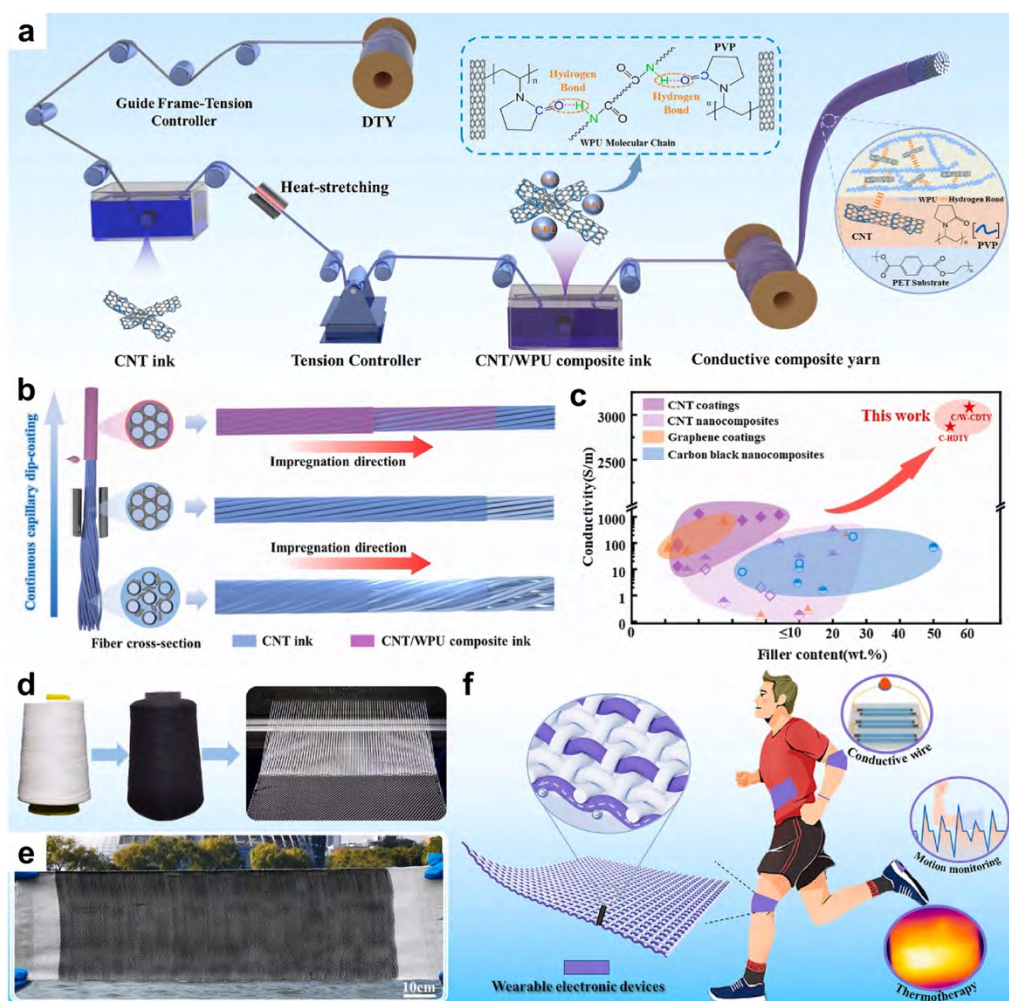 a
Guide Frame-Tension
Controller
DTY
Heat-stretching
CNT ink
Tension Controller
CNT/WPU composite ink
Conductive composite yarn
Hydrogen
Bond
Hydrogen
Bond
PVP
n
C=O
H
N
C
O
O
C
N
H
O=C
n
WPU Molecular Chain
WPU
WPU
WPU
Hydrogen Bond
CNT
n
PVP
PET Substrate
b
Continuous capillary dip-coating
Impregnation direction
Impregnation direction
Fiber cross-section
CNT ink
CNT/WPU composite ink
c
CNT coatings
CNT nanocomposites
Graphene coatings
Carbon black nanocomposites
This work
C/W-CDTY
C-HDTY
Conductivity(S/m)
3000
2500
1000
100
10
1
0
0
≤10
20
30
40
50
60
Filler content(wt.%)
d
e
10cm
f
Conductive wire
Motion monitoring
Thermotherapy
Wearable electronic devices